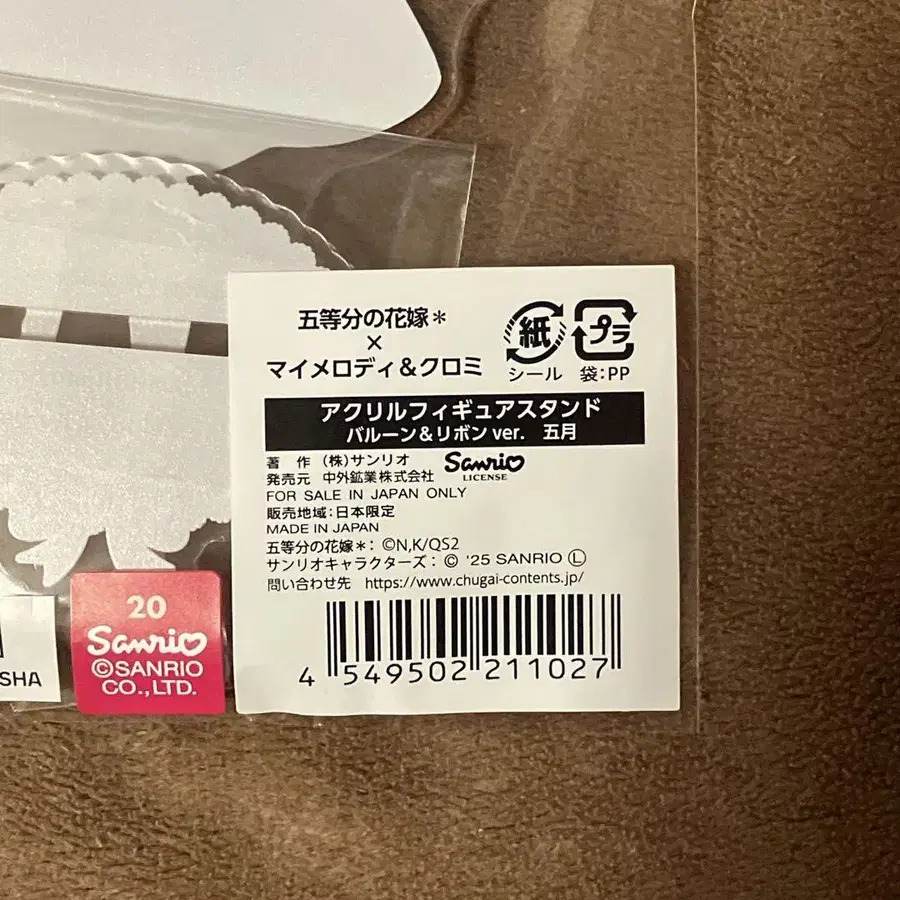 五等分の花嫁＊
×
マイメロディ＆クロミ
紙
シール
プラ
袋:PP
アクリルフィギュアスタンド
バルーン＆リボン ver. 五月
著 作 (株)サンリオ
発売元 中外鉱業株式会社
Sanrio
LICENSE
FOR SALE IN JAPAN ONLY
販売地域:日本限定
MADE IN JAPAN
五等分の花嫁＊: ©N,K/QS2
サンリオキャラクターズ: © '25 SANRIO Ⓛ
問い合わせ先 https://www.chugai-contents.jp/
4 549502 211027
20
Sanrio
©SANRIO
CO.,LTD.
SHA